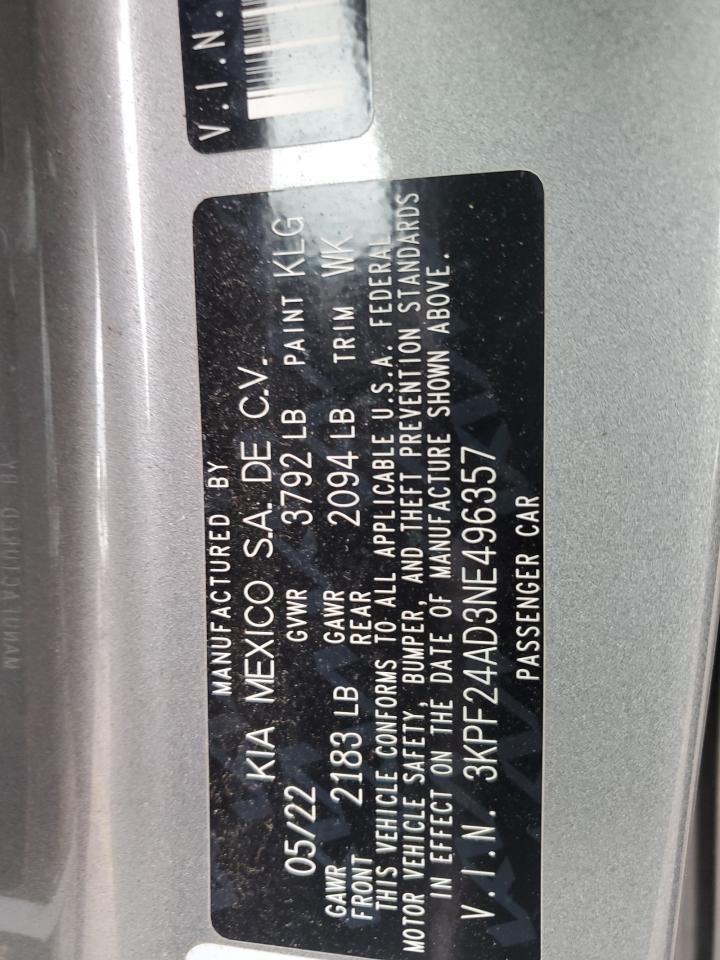 V.I.N.
MANUFACTURED BY
KIA MEXICO S.A. DE C.V.
05/22 GVWR 3792 LB PAINT KLG
GAWR FRONT 2183 LB GAWR REAR 2094 LB TRIM WK
THIS VEHICLE CONFORMS TO ALL APPLICABLE U.S.A. FEDERAL
MOTOR VEHICLE SAFETY, BUMPER, AND THEFT PREVENTION STANDARDS
IN EFFECT ON THE DATE OF MANUFACTURE SHOWN ABOVE.
V.I.N. 3KPF24AD3NE496357
PASSENGER CAR